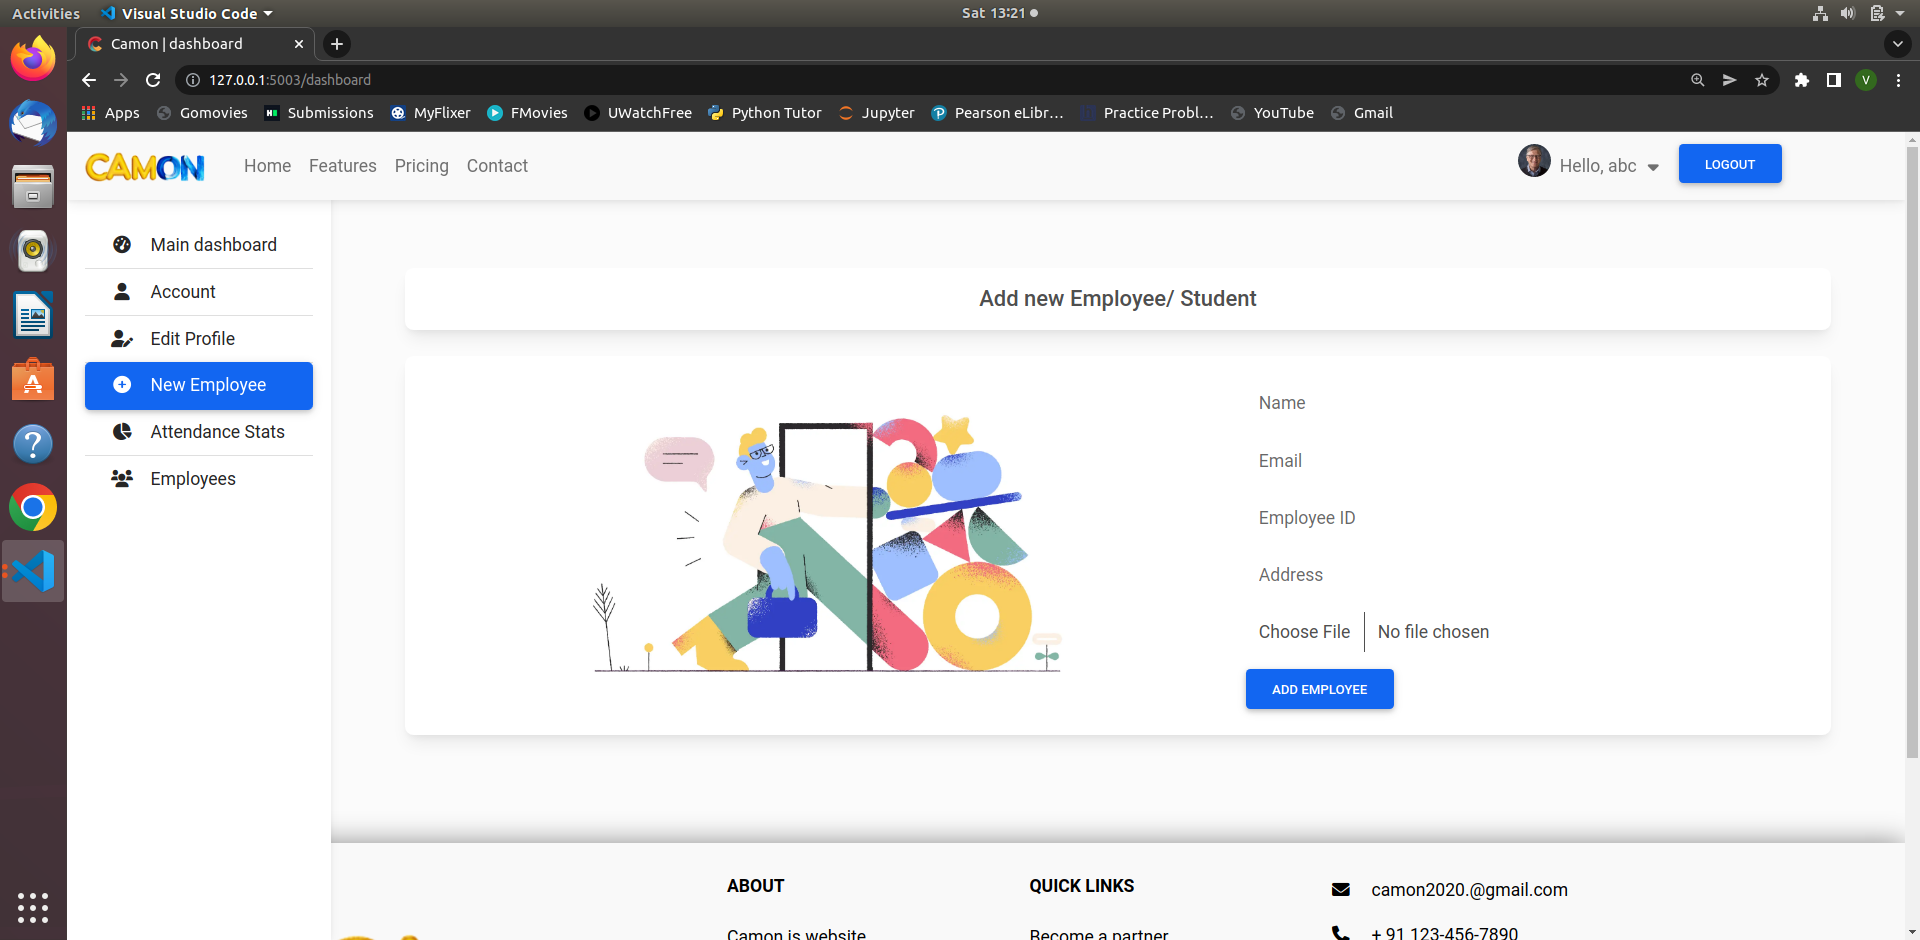 Activities Visual Studio Code Sat 13:21
Camon | dashboard
127.0.0.1:5003/dashboard V
Apps Gomovies Submissions MyFlixer FMovies UWatchFree Python Tutor Jupyter Pearson eLibr... Practice Probl... YouTube Gmail
CAMON Home Features Pricing Contact Hello, abc LOGOUT
Main dashboard
Account
Edit Profile
New Employee
Attendance Stats
Employees
Add new Employee/ Student
Name
Email
Employee ID
Address
Choose File No file chosen
ADD EMPLOYEE
ABOUT QUICK LINKS camon2020.@gmail.com
Camon is website Become a partner + 91 123-456-7890